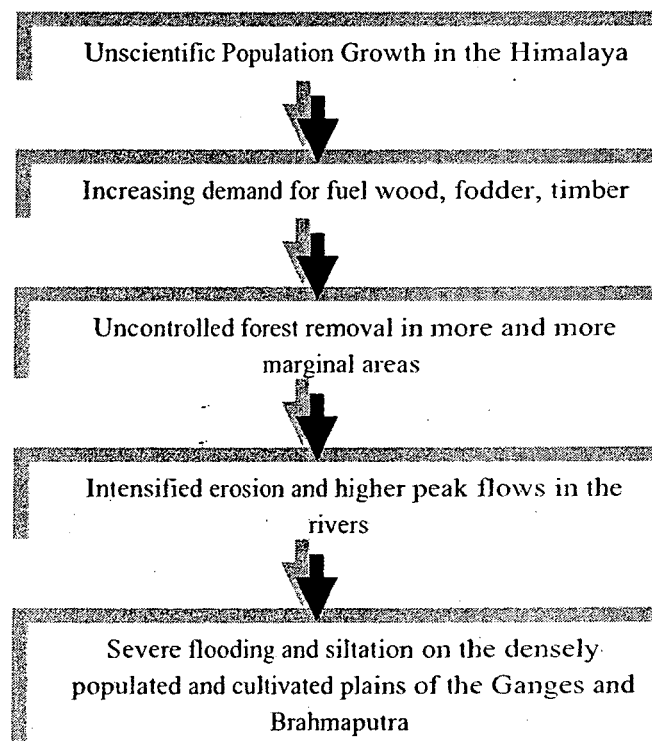 Unscientific Population Growth in the Himalaya
Increasing demand for fuel wood, fodder, timber
Uncontrolled forest removal in more and more
marginal areas
Intensified erosion and higher peak flows in the
rivers
Severe flooding and siltation on the densely
populated and cultivated plains of the Ganges and
Brahmaputra